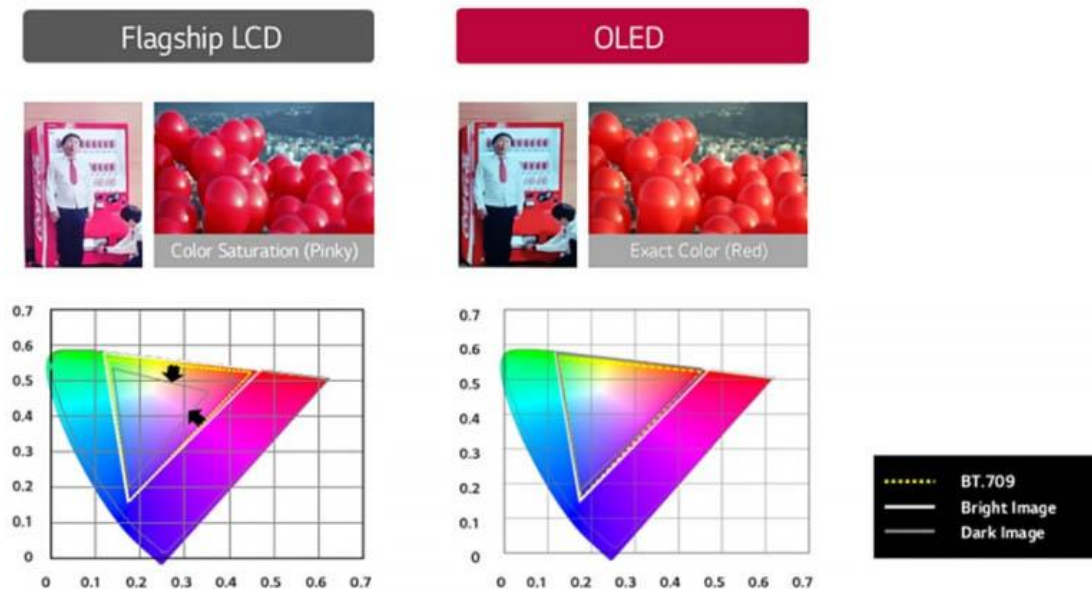 Flagship LCD
OLED
Color Saturation (Pinky)
Exact Color (Red)
0.7
0.6
0.5
0.4
0.3
0.2
0.1
0
0 0.1 0.2 0.3 0.4 0.5 0.6 0.7
0.7
0.6
0.5
0.4
0.3
0.2
0.1
0
0 0.1 0.2 0.3 0.4 0.5 0.6 0.7
BT.709
Bright Image
Dark Image